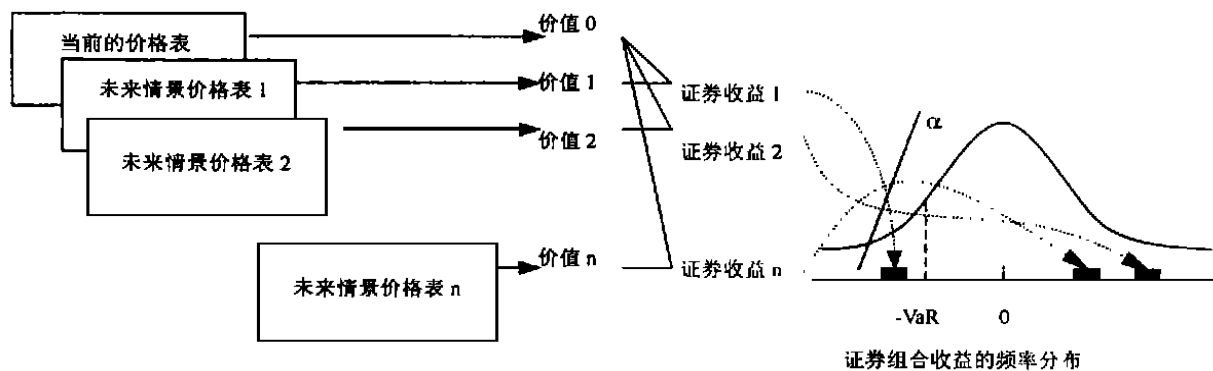 当前的价格表
价值 0
未来情景价格表 1
价值 1
证券收益 1
α
未来情景价格表 2
价值 2
证券收益 2
未来情景价格表 n
价值 n
证券收益 n
-VaR
0
证券组合收益的频率分布